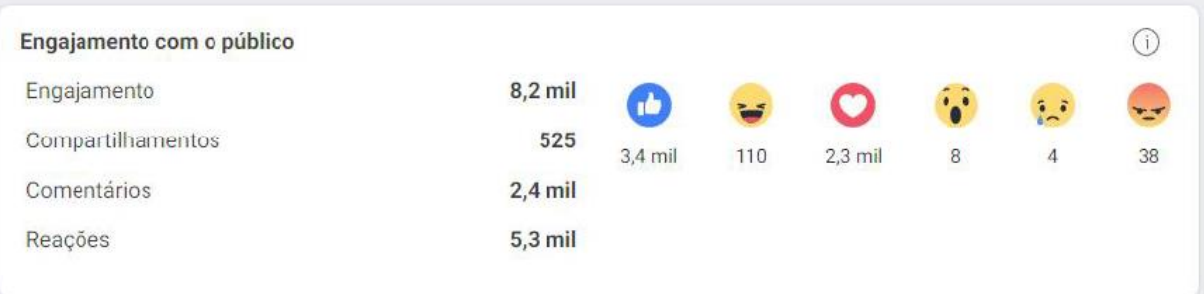 Engajamento com o público
Engajamento 8,2 mil
Compartilhamentos 525
Comentários 2,4 mil
Reações 5,3 mil
3,4 mil 110 2,3 mil 8 4 38